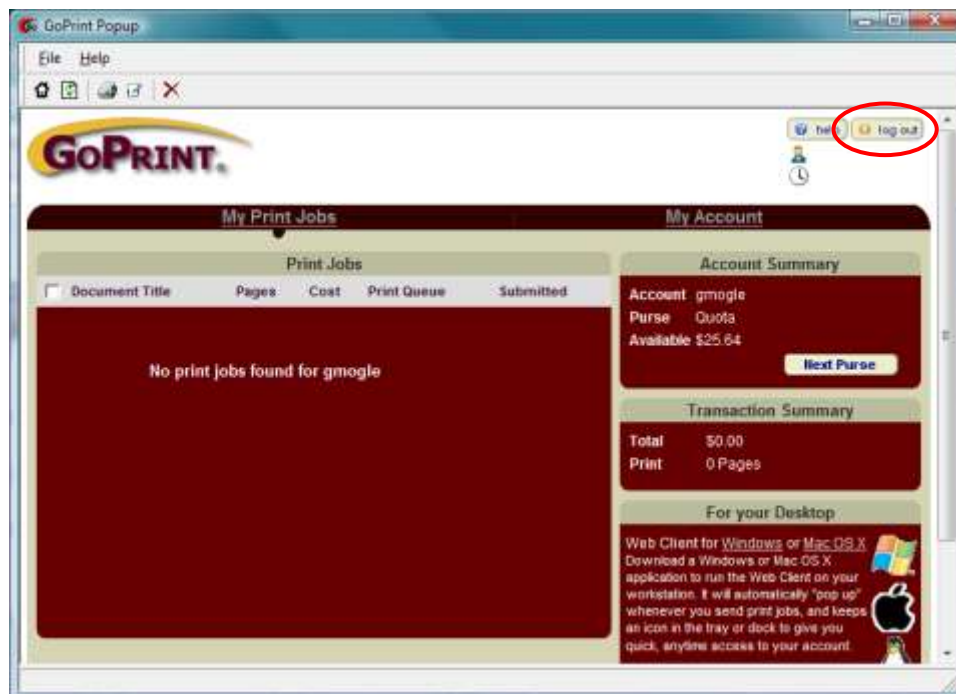 GoPrint Popup
File Help
GOPRINT.
help log out
My Print Jobs My Account
Print Jobs
Document Title Pages Cost Print Queue Submitted
No print jobs found for gmogle
Account Summary
Account gmogle
Purse Quota
Available $25.64
Next Purse
Transaction Summary
Total $0.00
Print 0 Pages
For your Desktop
Web Client for Windows or Mac OS X
Download a Windows or Mac OS X
application to run the Web Client on your
workstation. It will automatically "pop up"
whenever you send print jobs, and keeps
an icon in the tray or dock to give you
quick, anytime access to your account